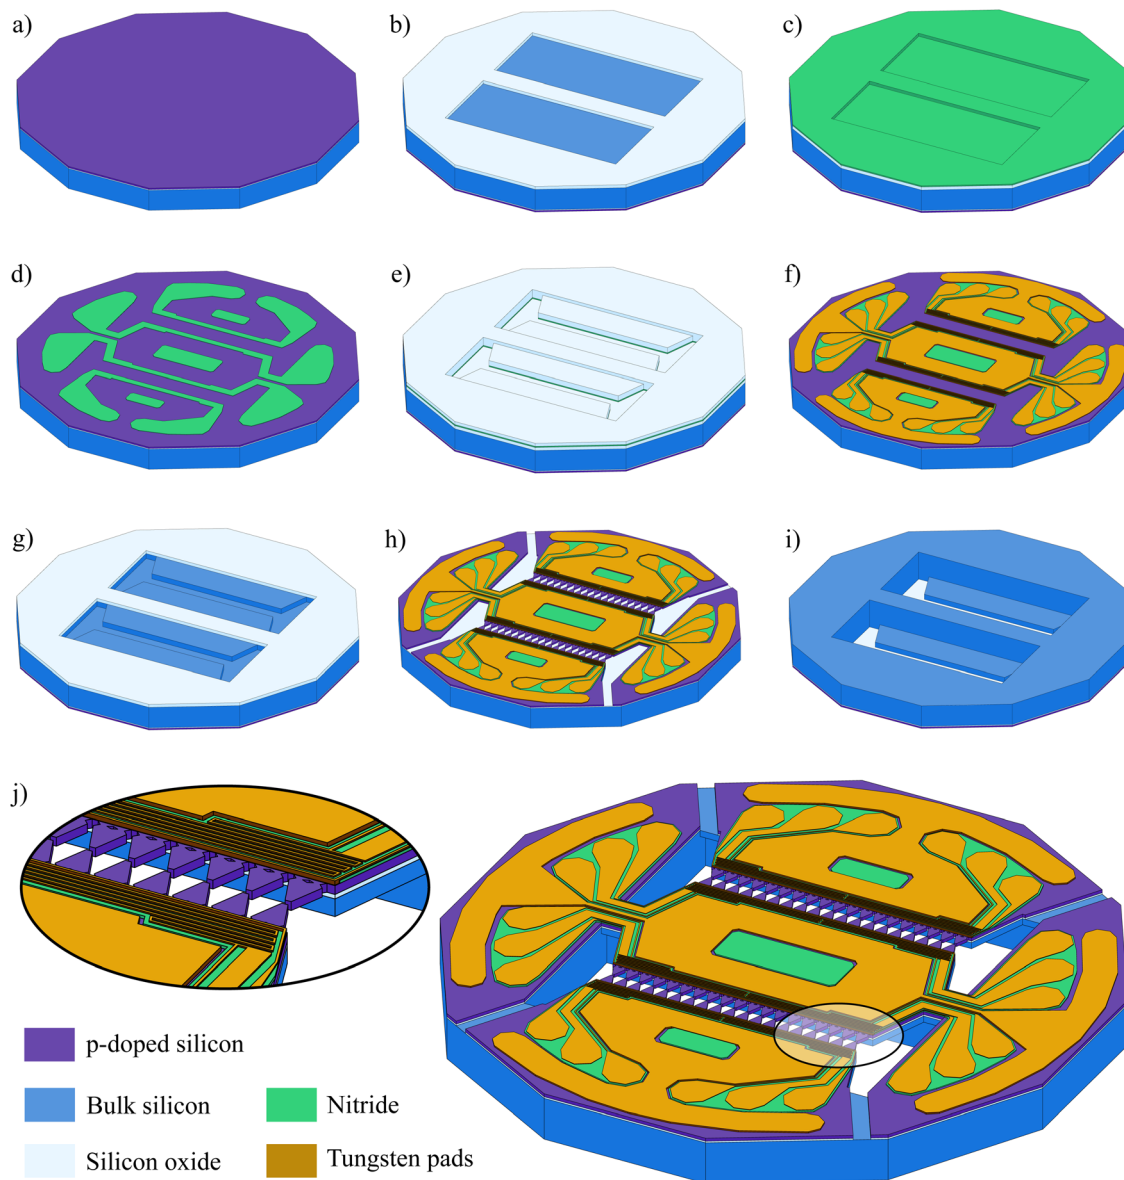 a)
b)
c)
d)
e)
f)
g)
h)
i)
j)
p-doped silicon
Bulk silicon
Nitride
Silicon oxide
Tungsten pads